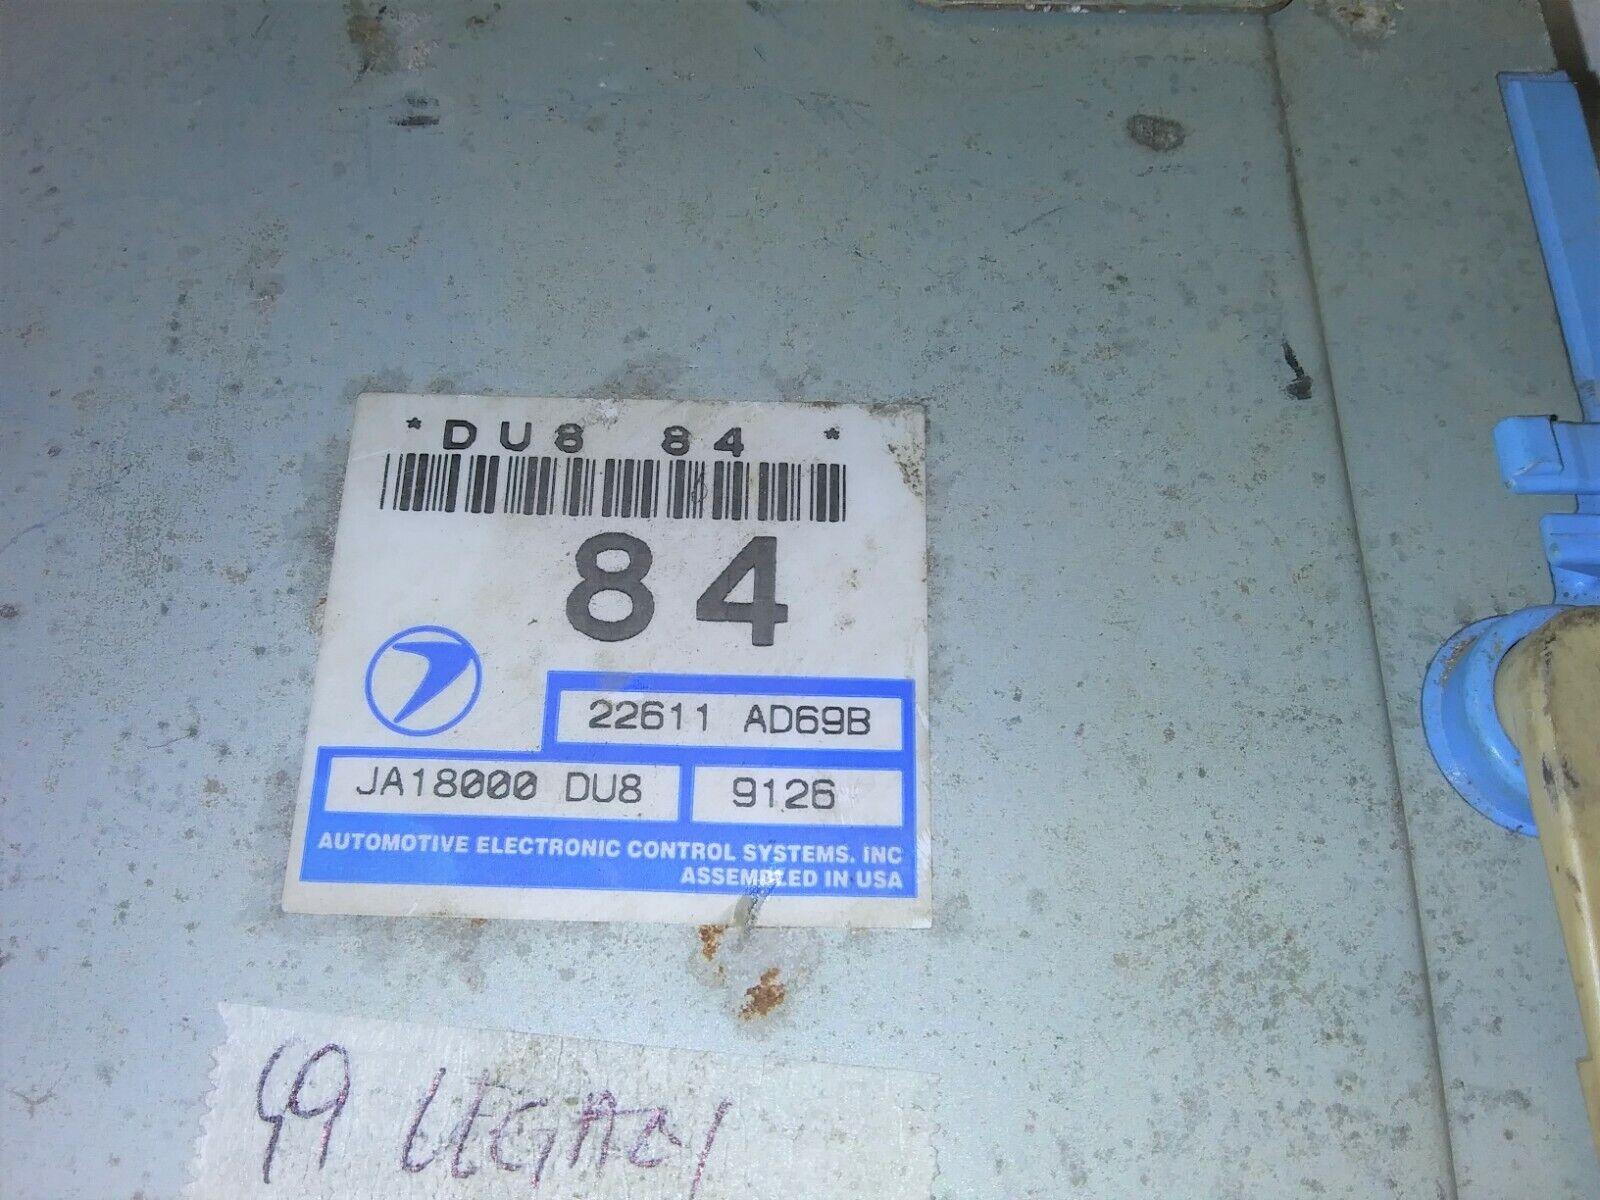 *DU8 84 *
84
22611 AD69B
JA18000 DU8 9126
AUTOMOTIVE ELECTRONIC CONTROL SYSTEMS. INC
ASSEMBLED IN USA
99 LEGACY